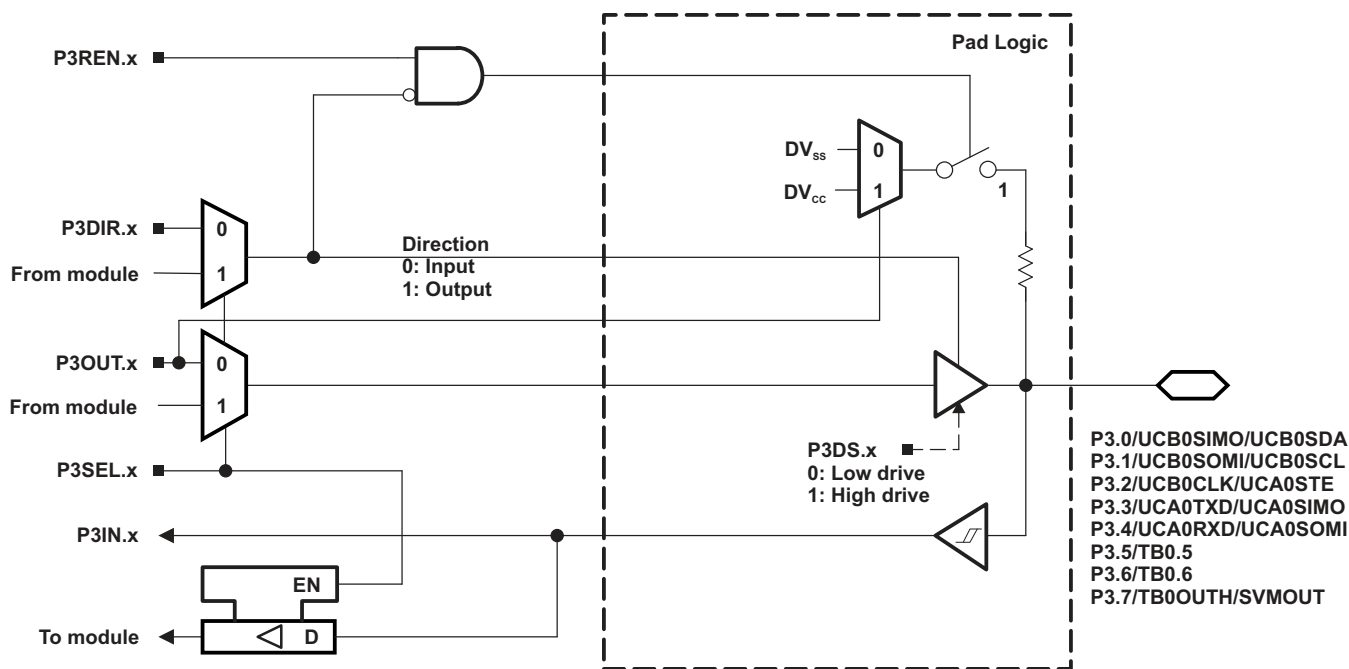 Pad Logic
P3REN.x
DVSS
0
DVCC
1
1
P3DIR.x
0
From module
1
Direction
0: Input
1: Output
P3OUT.x
0
From module
1
P3DS.x
0: Low drive
1: High drive
P3SEL.x
P3IN.x
EN
D
To module
P3.0/UCB0SIMO/UCB0SDA
P3.1/UCB0SOMI/UCB0SCL
P3.2/UCB0CLK/UCA0STE
P3.3/UCA0TXD/UCA0SIMO
P3.4/UCA0RXD/UCA0SOMI
P3.5/TB0.5
P3.6/TB0.6
P3.7/TB0OUTH/SVMOUT